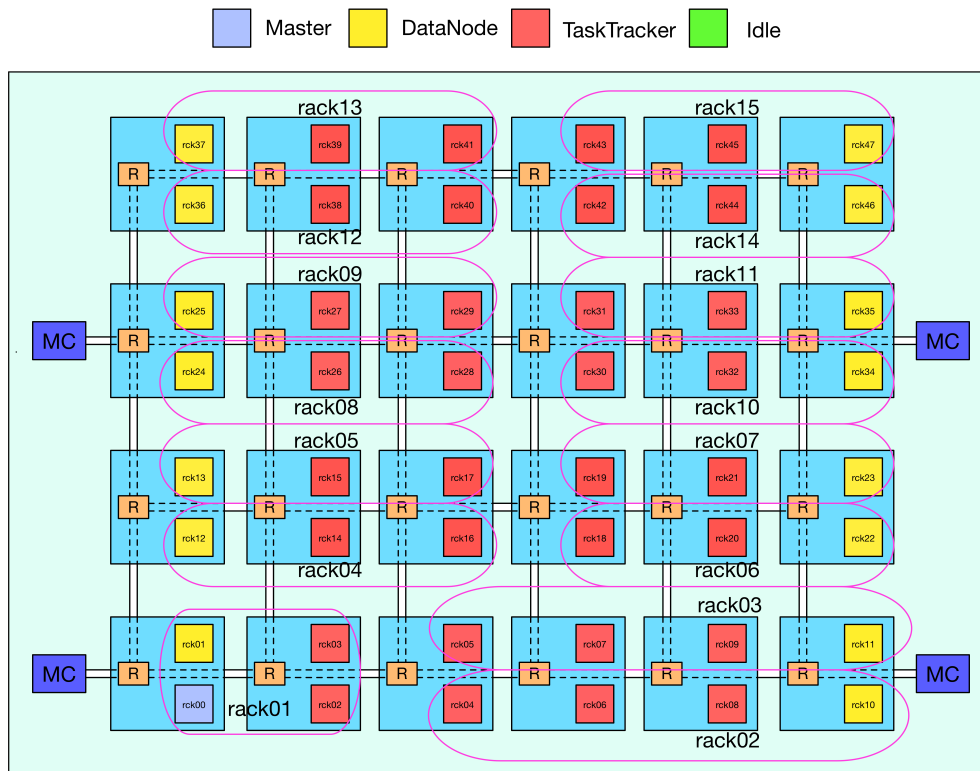 Master DataNode TaskTracker Idle
rack13 rack15
rck37 rck39 rck41 rck43 rck45 rck47
R R R R R R
rck36 rck38 rck40 rck42 rck44 rck46
rack12 rack14
rack09 rack11
rck25 rck27 rck29 rck31 rck33 rck35
MC R R R R R R MC
rck24 rck26 rck28 rck30 rck32 rck34
rack08 rack10
rack05 rack07
rck13 rck15 rck17 rck19 rck21 rck23
R R R R R R
rck12 rck14 rck16 rck18 rck20 rck22
rack04 rack06
rack03
rck01 rck03 rck05 rck07 rck09 rck11
MC R R R R R R MC
rck00 rack01 rck02 rck04 rck06 rck08 rck10
rack02